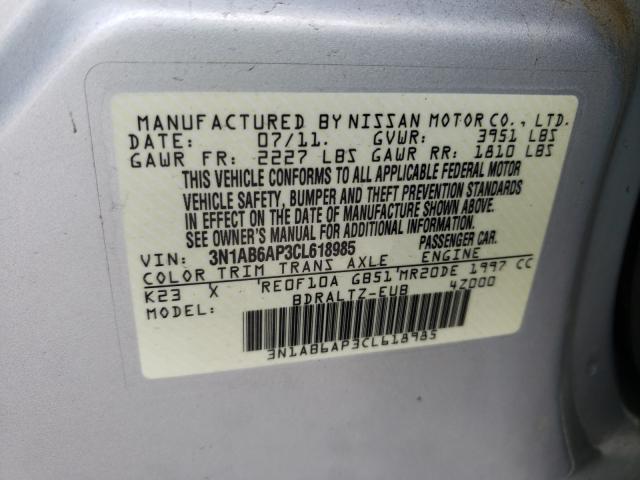 MANUFACTURED BY NISSAN MOTOR CO., LTD.
DATE: 07/11. GVWR: 3951 LBS
GAWR FR: 2227 LBS GAWR RR: 1810 LBS
THIS VEHICLE CONFORMS TO ALL APPLICABLE FEDERAL MOTOR
VEHICLE SAFETY, BUMPER AND THEFT PREVENTION STANDARDS
IN EFFECT ON THE DATE OF MANUFACTURE SHOWN ABOVE.
SEE OWNER'S MANUAL FOR ADDITIONAL INFORMATION.
VIN: 3N1AB6AP3CL618985 PASSENGER CAR.
COLOR TRIM TRANS AXLE ENGINE
K23 X RE0F10A GB51 MR20DE 1997 CC
MODEL: BDRALTZ-EUB 4Z000
3N1AB6AP3CL618985